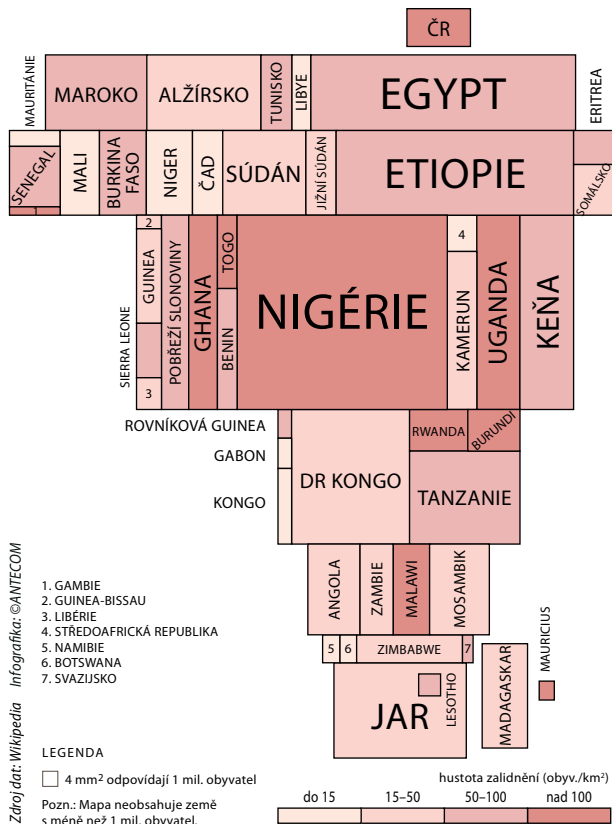 ČR
MAURITÁNIE
MAROKO
ALŽÍRSKO
TUNISKO
LIBYE
EGYPT
ERITREA
SENEGAL
MALI
BURKINA
FASO
NIGER
ČAD
SÚDÁN
JIŽNÍ SÚDÁN
ETIOPIE
SOMÁLSKO
2
GUINEA
SIERRA LEONE
3
POBŘEŽÍ SLONOVINY
GHANA
TOGO
BENIN
NIGÉRIE
4
KAMERUN
UGANDA
KEŇA
ROVNÍKOVÁ GUINEA
GABON
KONGO
DR KONGO
RWANDA
BURUNDI
TANZANIE
ANGOLA
ZAMBIE
MALAWI
MOSAMBIK
5
6
ZIMBABWE
7
JAR
LESOTHO
MADAGASKAR
MAURICIUS
1. GAMBIE
2. GUINEA-BISSAU
3. LIBÉRIE
4. STŘEDOAFRICKÁ REPUBLIKA
5. NAMIBIE
6. BOTSWANA
7. SVAZIJSKO
LEGENDA
4 mm² odpovídají 1 mil. obyvatel
Pozn.: Mapa neobsahuje země
s méně než 1 mil. obyvatel.
hustota zalidnění (obyv./km²)
do 15
15–50
50–100
nad 100
Zdroj dat: Wikipedia Infografika: ©ANTECOM